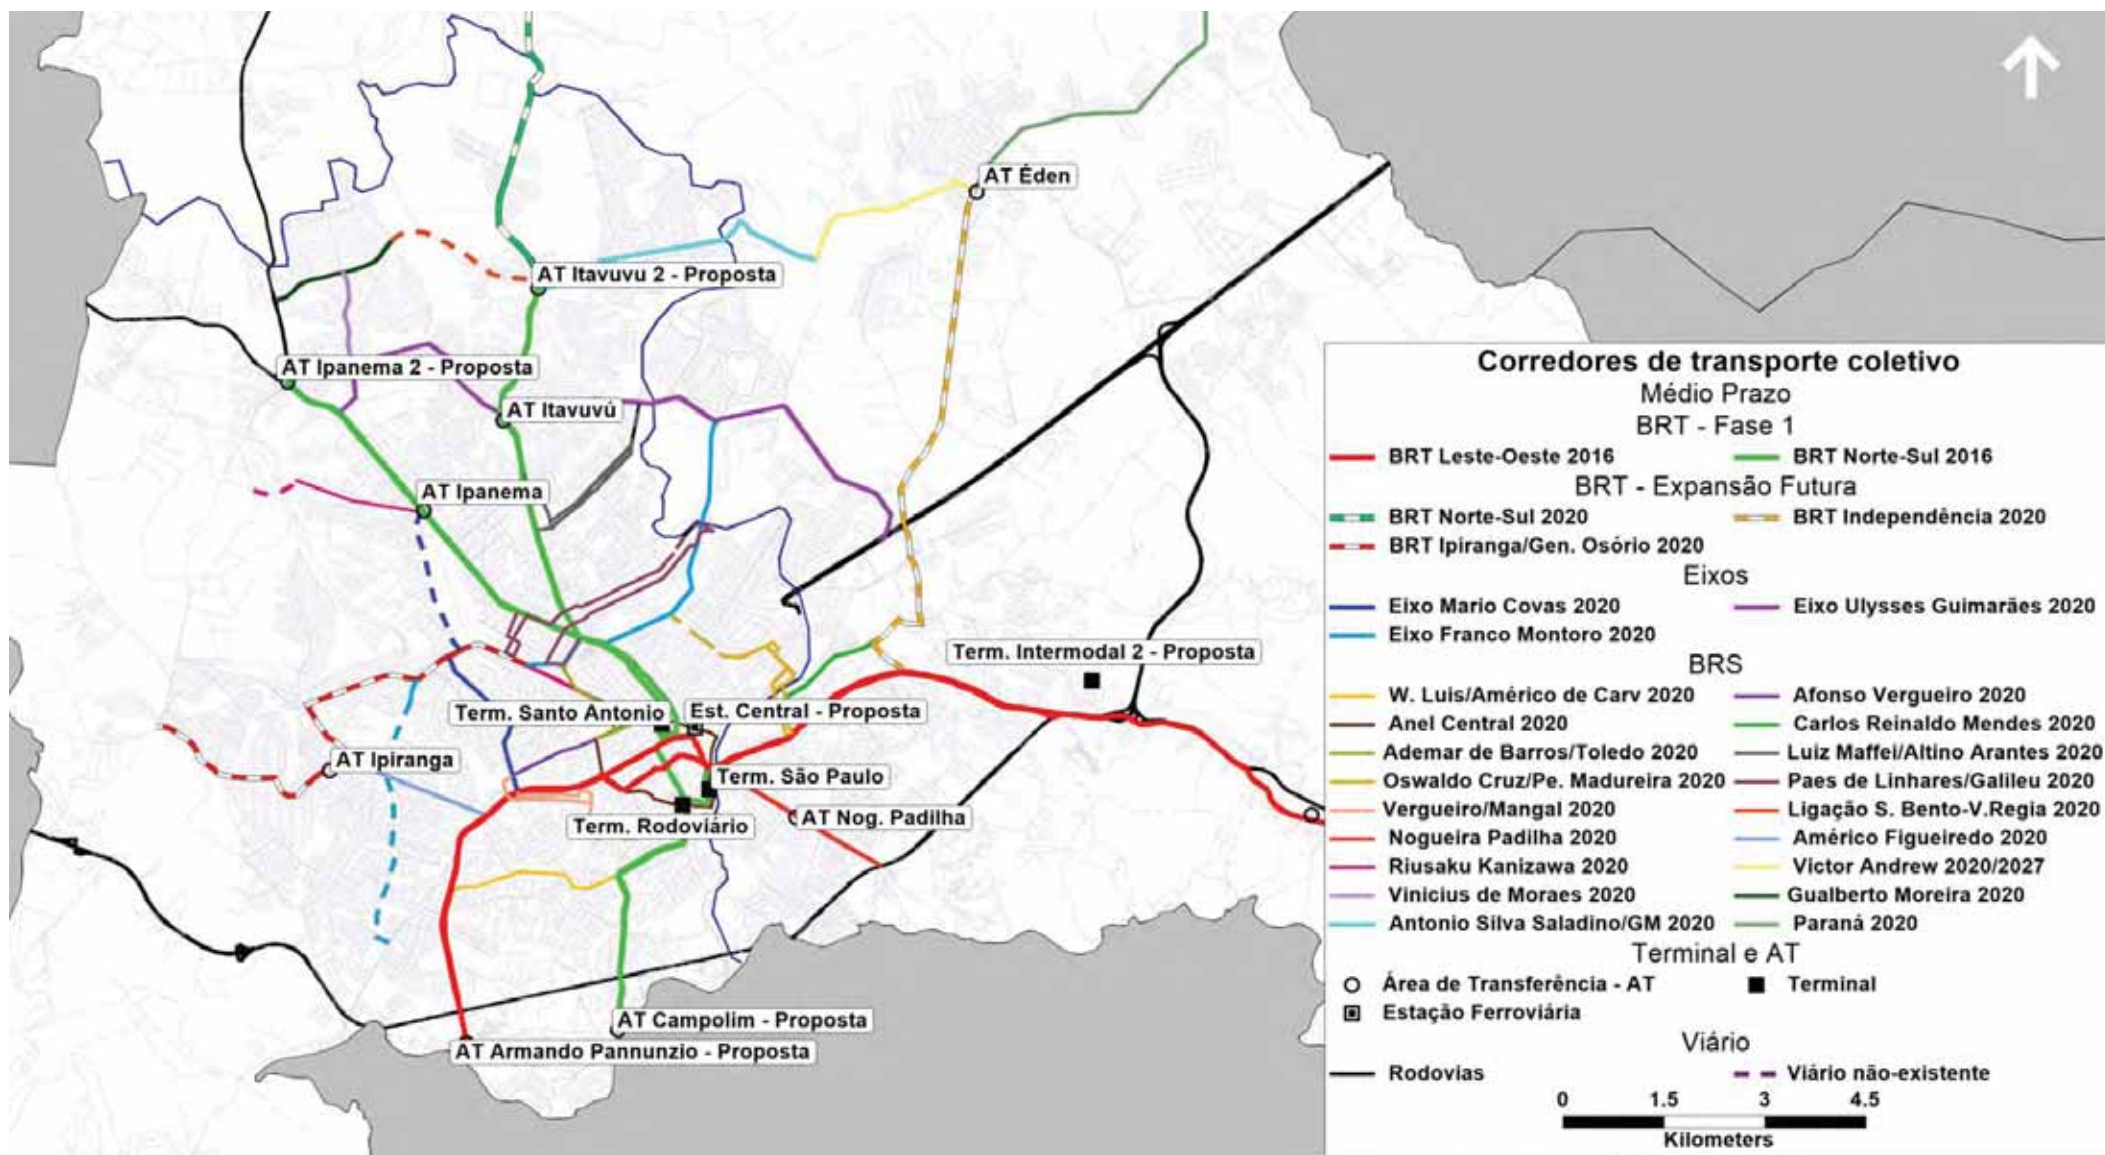 AT Éden
AT Itavuvu 2 - Proposta
AT Ipanema 2 - Proposta
AT Itavuvú
AT Ipanema
Term. Intermodal 2 - Proposta
Term. Santo Antonio
Est. Central - Proposta
AT Ipiranga
Term. São Paulo
Term. Rodoviário
AT Nog. Padilha
AT Campolim - Proposta
AT Armando Pannunzio - Proposta
Corredores de transporte coletivo
Médio Prazo
BRT - Fase 1
BRT Leste-Oeste 2016
BRT Norte-Sul 2016
BRT - Expansão Futura
BRT Norte-Sul 2020
BRT Independência 2020
BRT Ipiranga/Gen. Osório 2020
Eixos
Eixo Mario Covas 2020
Eixo Ulysses Guimarães 2020
Eixo Franco Montoro 2020
BRS
W. Luis/Américo de Carv 2020
Afonso Vergueiro 2020
Anel Central 2020
Carlos Reinaldo Mendes 2020
Ademar de Barros/Toledo 2020
Luiz Maffei/Altino Arantes 2020
Oswaldo Cruz/Pe. Madureira 2020
Paes de Linhares/Galileu 2020
Vergueiro/Mangal 2020
Ligação S. Bento-V.Regia 2020
Nogueira Padilha 2020
Américo Figueiredo 2020
Riusaku Kanizawa 2020
Victor Andrew 2020/2027
Vinicius de Moraes 2020
Gualberto Moreira 2020
Antonio Silva Saladino/GM 2020
Paraná 2020
Terminal e AT
Área de Transferência - AT
Terminal
Estação Ferroviária
Viário
Rodovias
Viário não-existente
0 1.5 3 4.5
Kilometers